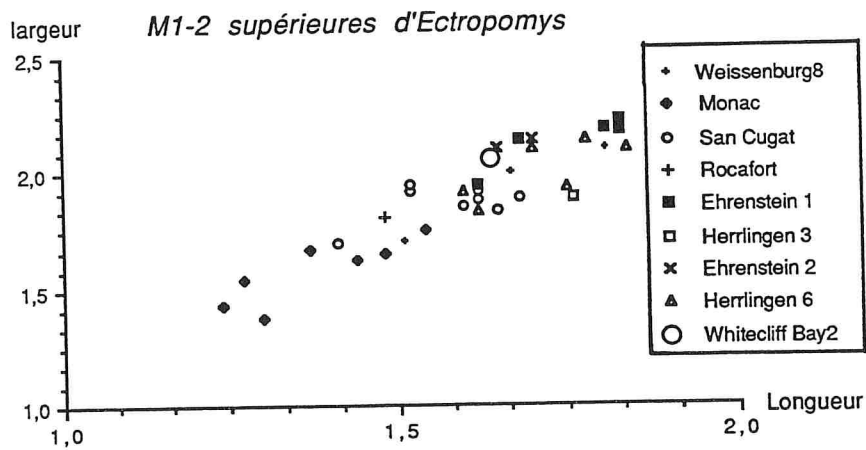 M1-2 supérieures d'Ectropomys
largeur
2,5
2,0
1,5
1,0
1,0
1,5
2,0
Longueur
Weissenburg8
Monac
San Cugat
Rocafort
Ehrenstein 1
Herrlingen 3
Ehrenstein 2
Herrlingen 6
Whitecliff Bay2